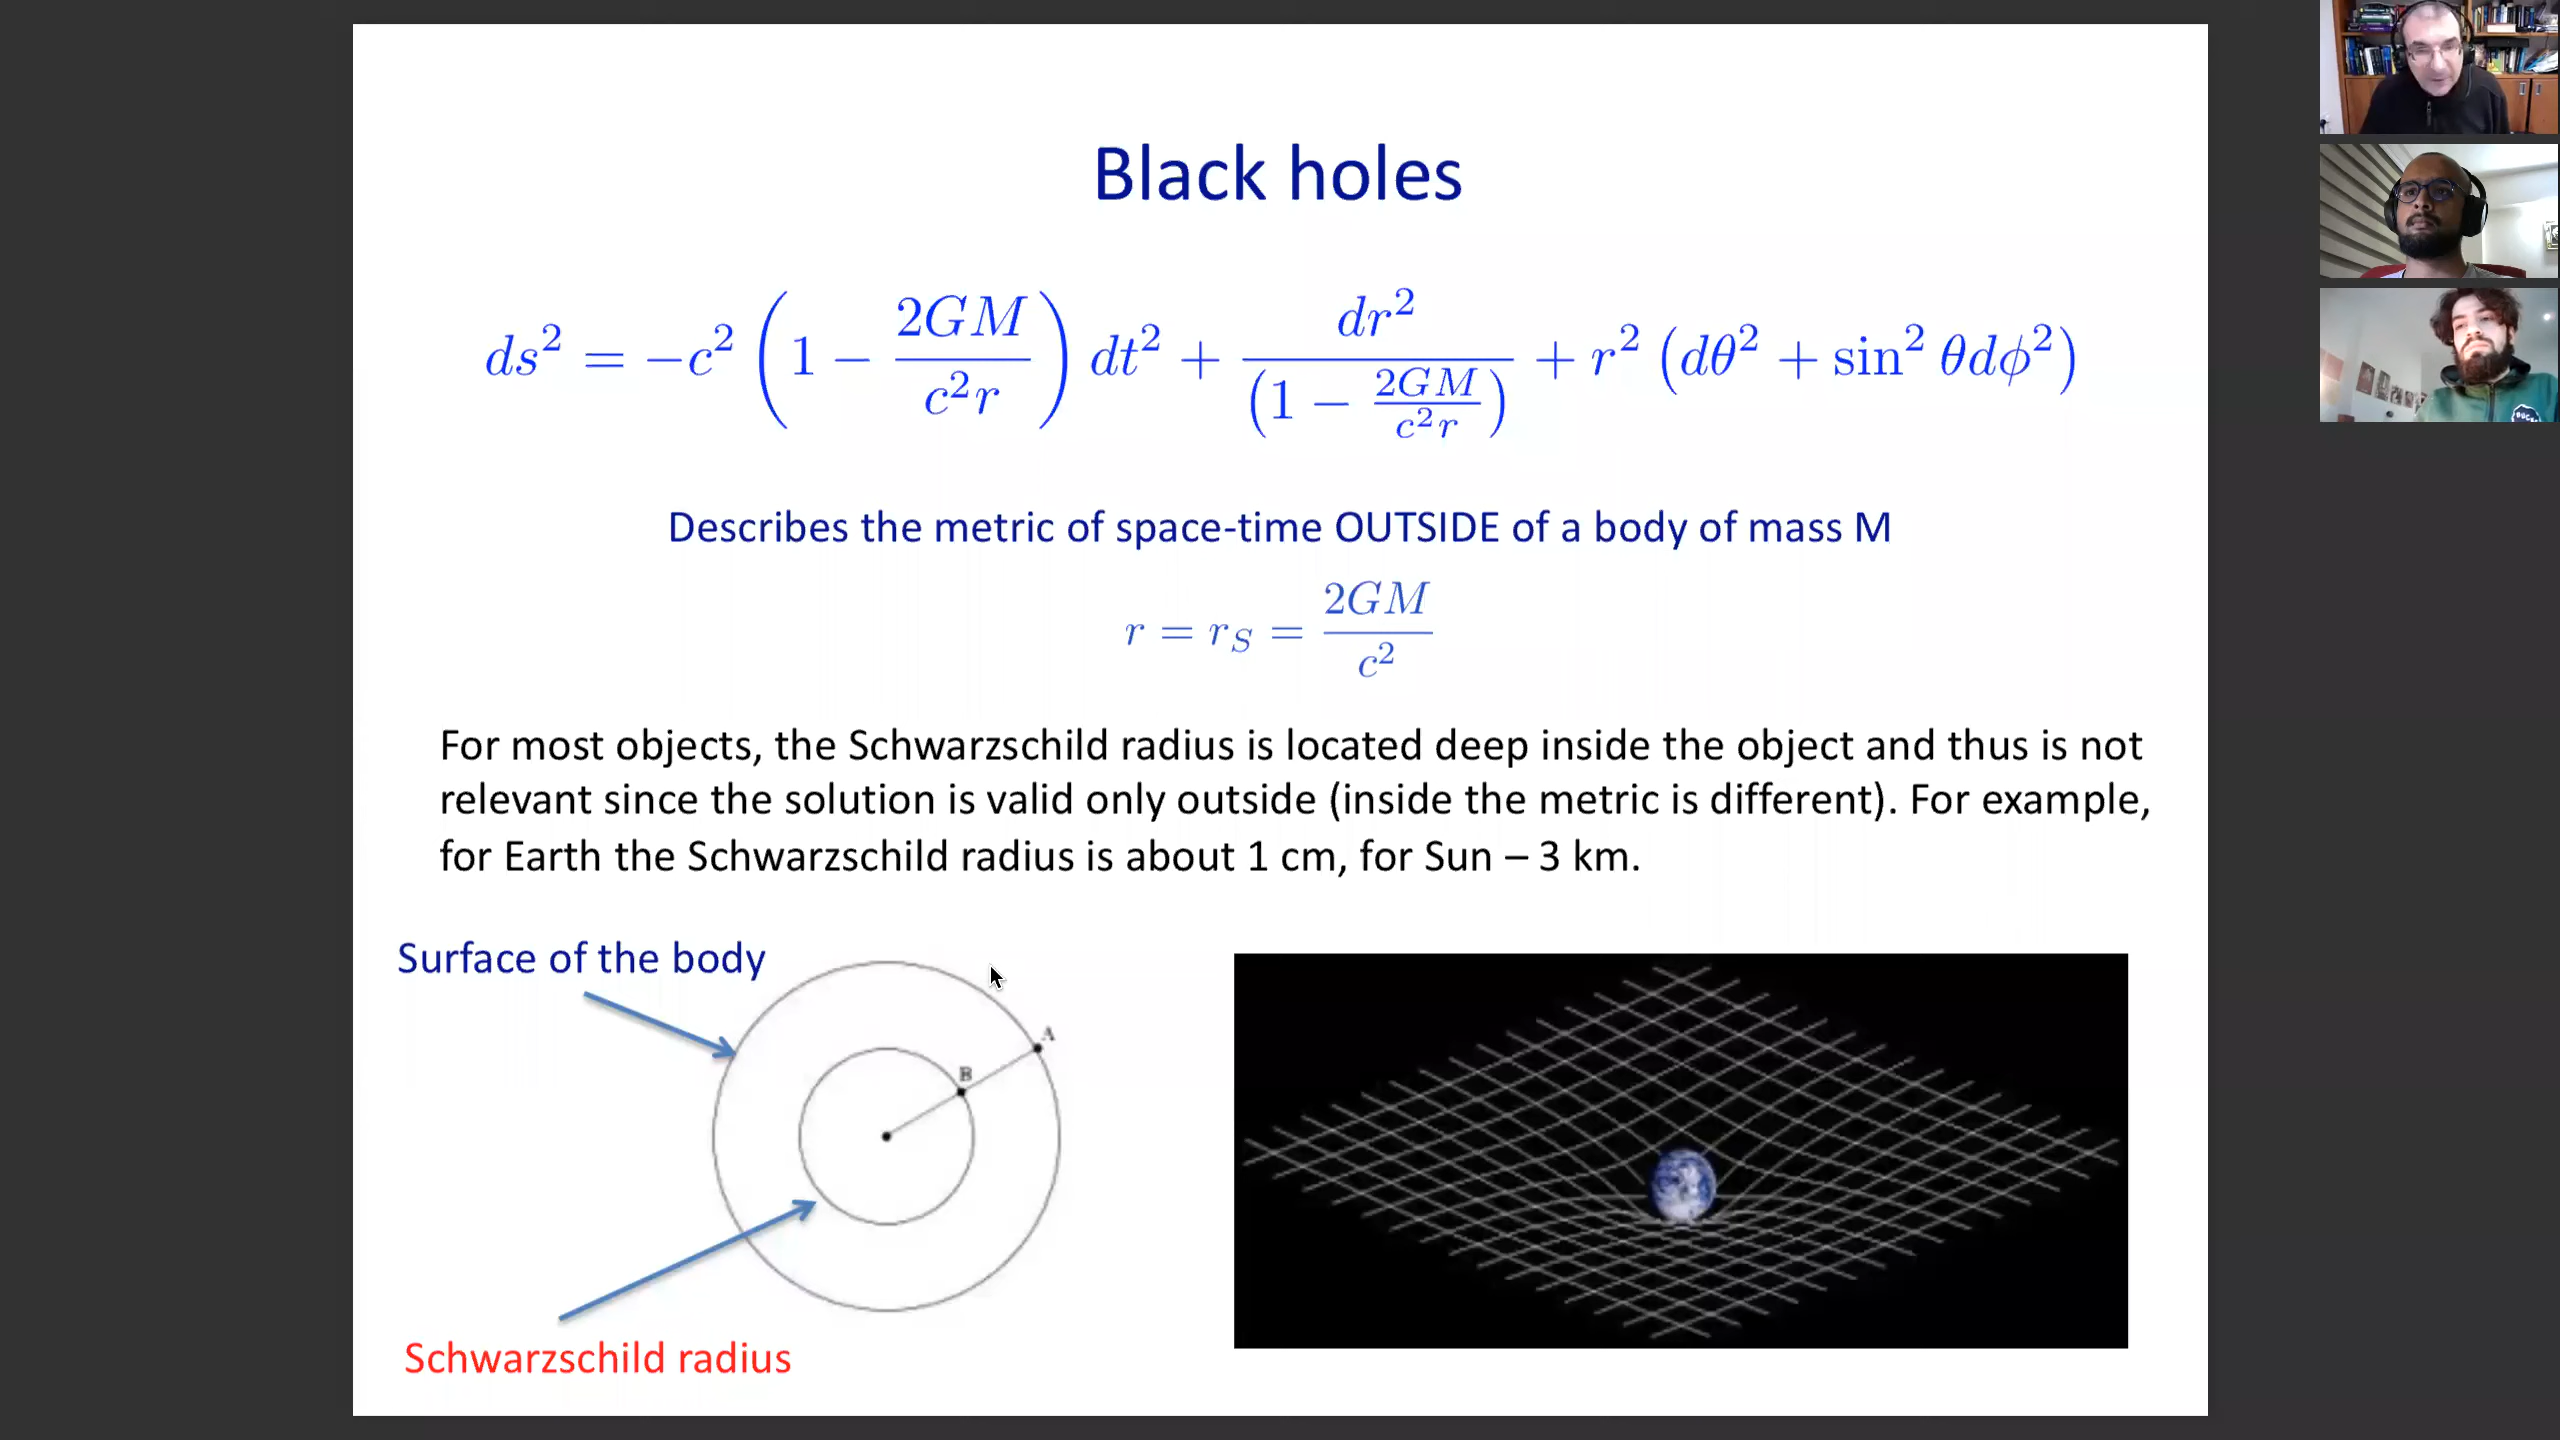 Black holes
ds² = −c² (1 − 2GM/c²r) dt² + dr²/(1 − 2GM/c²r) + r² (dθ² + sin² θdϕ²)
Describes the metric of space-time OUTSIDE of a body of mass M
r = r_S = 2GM/c²
For most objects, the Schwarzschild radius is located deep inside the object and thus is not
relevant since the solution is valid only outside (inside the metric is different). For example,
for Earth the Schwarzschild radius is about 1 cm, for Sun – 3 km.
Surface of the body
A
B
Schwarzschild radius